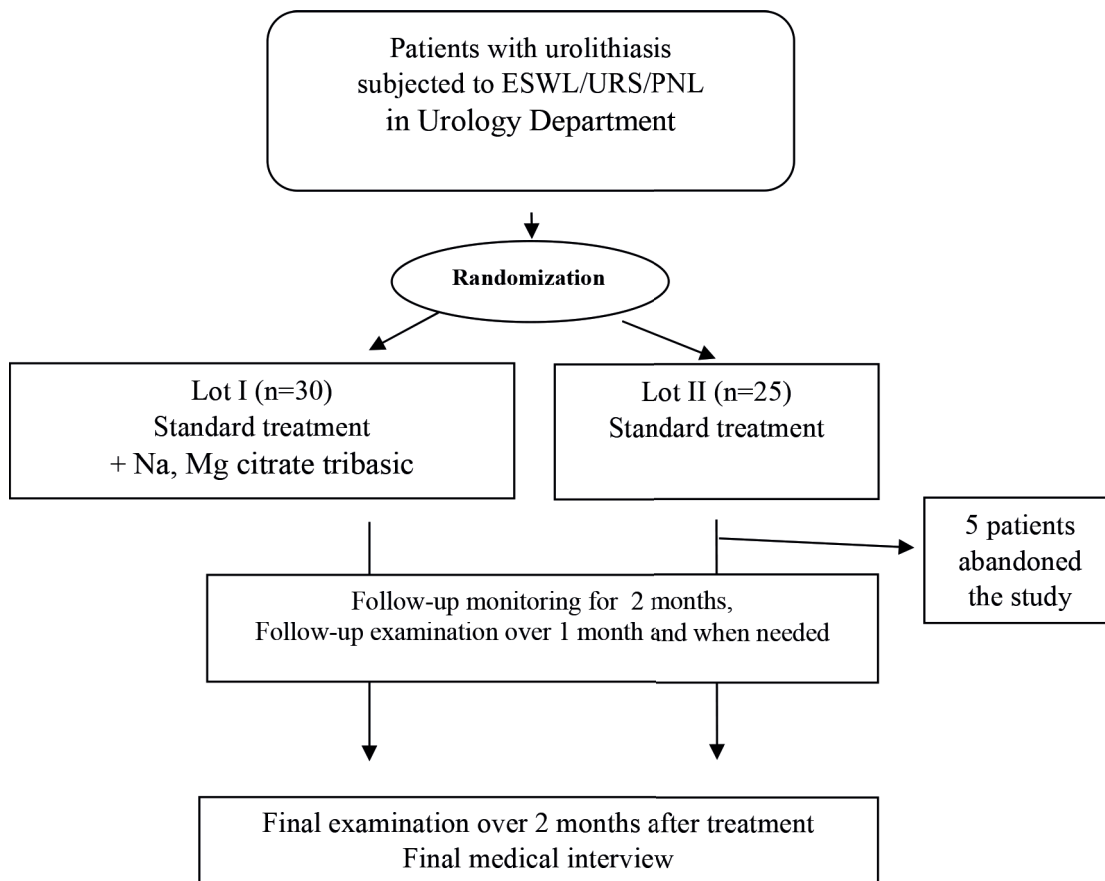 Patients with urolithiasis
subjected to ESWL/URS/PNL
in Urology Department
Randomization
Lot I (n=30)
Standard treatment
+ Na, Mg citrate tribasic
Lot II (n=25)
Standard treatment
5 patients
abandoned
the study
Follow-up monitoring for 2 months,
Follow-up examination over 1 month and when needed
Final examination over 2 months after treatment
Final medical interview